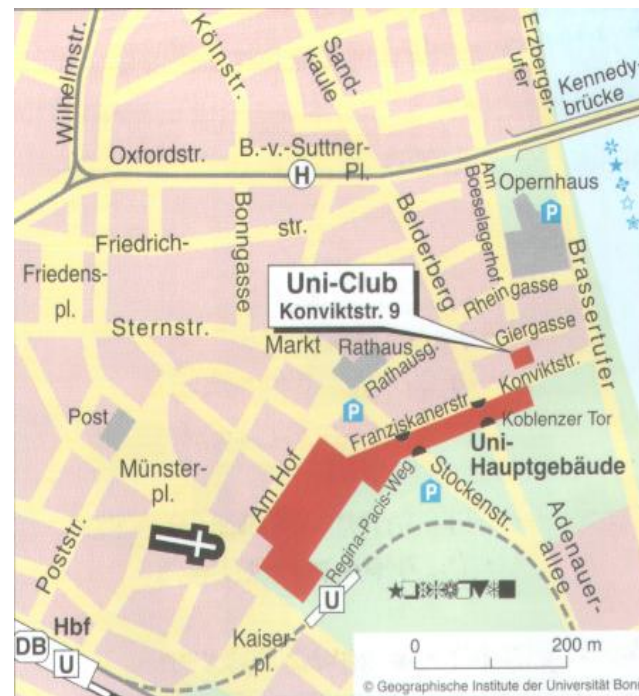 Wilhelmstr.
Kölnstr.
Sand-
kaule
Erzberger-
ufer
Kennedy-
brücke
Oxfordstr.
B.-v.-Suttner-
Pl.
H
Am
Boeselagerhof
Opernhaus
P
Friedrich-
str.
Bonngasse
Belderberg
Friedens-
pl.
Uni-Club
Konviktstr. 9
Rheingasse
Brassertufer
Sternstr.
Markt
Rathaus
Rathausg.
Giergasse
Konviktstr.
P
Post
Franziskanerstr
Koblenzer Tor
Uni-
Hauptgebäude
Münster-
pl.
Am Hof
Regina-Pacis-Weg
Stockenstr.
P
Adenauer-
allee
Poststr.
U
Hbf
DB
U
Kaiser-
pl.
0 200 m
© Geographische Institute der Universität Bonn